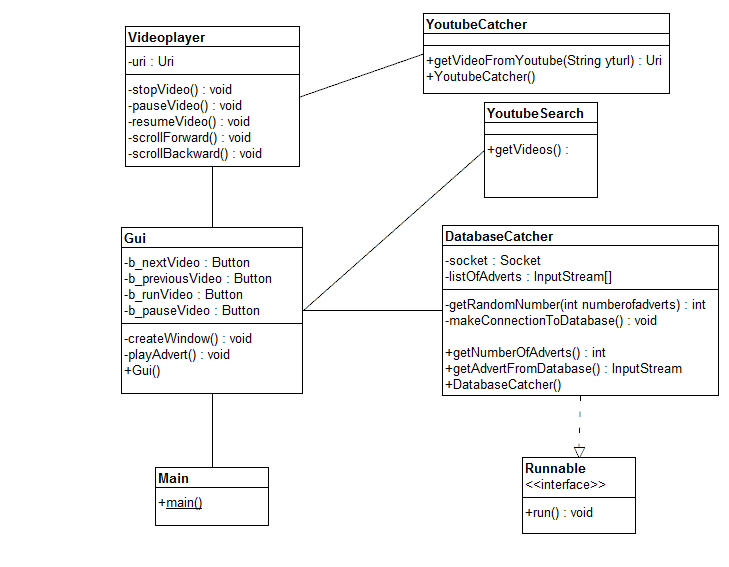 Videoplayer
-uri : Uri
-stopVideo() : void
-pauseVideo() : void
-resumeVideo() : void
-scrollForward() : void
-scrollBackward() : void
YoutubeCatcher
+getVideoFromYoutube(String yturl) : Uri
+YoutubeCatcher()
YoutubeSearch
+getVideos() :
Gui
-b_nextVideo : Button
-b_previousVideo : Button
-b_runVideo : Button
-b_pauseVideo : Button
-createWindow() : void
-playAdvert() : void
+Gui()
DatabaseCatcher
-socket : Socket
-listOfAdverts : InputStream[]
-getRandomNumber(int numberofadverts) : int
-makeConnectionToDatabase() : void
+getNumberOfAdverts() : int
+getAdvertFromDatabase() : InputStream
+DatabaseCatcher()
Main
+main()
Runnable
<<interface>>
+run() : void